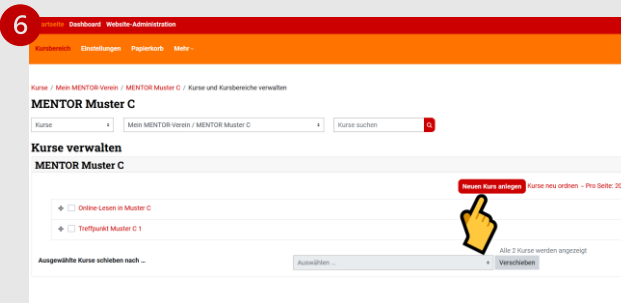 6
Startseite Dashboard Website-Administration
Kursbereich Einstellungen Papierkorb Mehr
Kurse / Mein MENTOR-Verein / MENTOR Muster C / Kurse und Kursbereiche verwalten
MENTOR Muster C
Kurse Mein MENTOR-Verein / MENTOR Muster C Kurse suchen
Kurse verwalten
MENTOR Muster C
Neuen Kurs anlegen Kurse neu ordnen - Pro Seite: 20
Online-Lesen in Muster C
Treffpunkt Muster C 1
Alle 2 Kurse werden angezeigt
Ausgewählte Kurse schieben nach ... Auswählen ... Verschieben